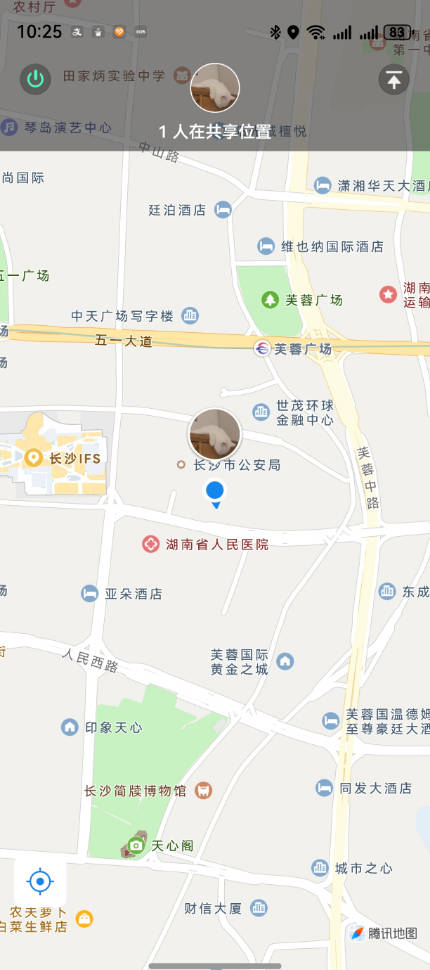 农村厅
10:25
83
田家炳实验中学
第一中
1 人在共享位置
城檀悦
琴岛演艺中心
中山路
尚国际
潇湘华天大酒店
廷泊酒店
维也纳国际酒店
五一广场
芙蓉广场
湖南
运输
中天广场写字楼
五一大道
芙蓉广场
世茂环球
金融中心
长沙IFS
长沙市公安局
芙蓉中路
湖南省人民医院
亚朵酒店
东成
人民西路
芙蓉国际
黄金之城
印象天心
芙蓉国温德姆
至尊豪廷大酒
长沙简牍博物馆
同发大酒店
天心阁
城市之心
农夫萝卜
白菜生鲜店
财信大厦
腾讯地图